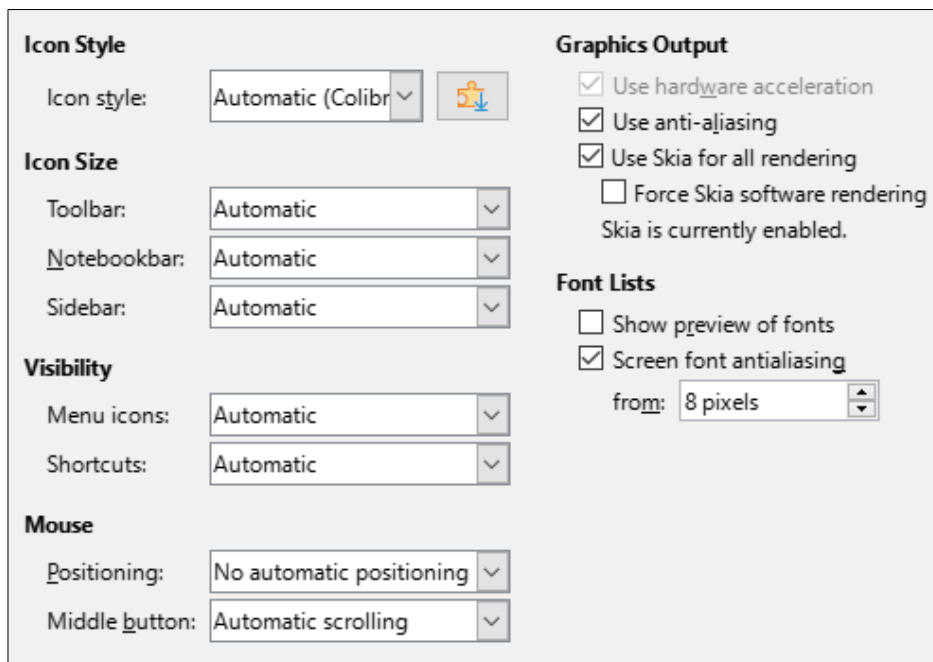 Icon Style
Icon style: Automatic (Colibr
Icon Size
Toolbar: Automatic
Notebookbar: Automatic
Sidebar: Automatic
Visibility
Menu icons: Automatic
Shortcuts: Automatic
Mouse
Positioning: No automatic positioning
Middle button: Automatic scrolling
Graphics Output
Use hardware acceleration
Use anti-aliasing
Use Skia for all rendering
Force Skia software rendering
Skia is currently enabled.
Font Lists
Show preview of fonts
Screen font antialiasing
from: 8 pixels